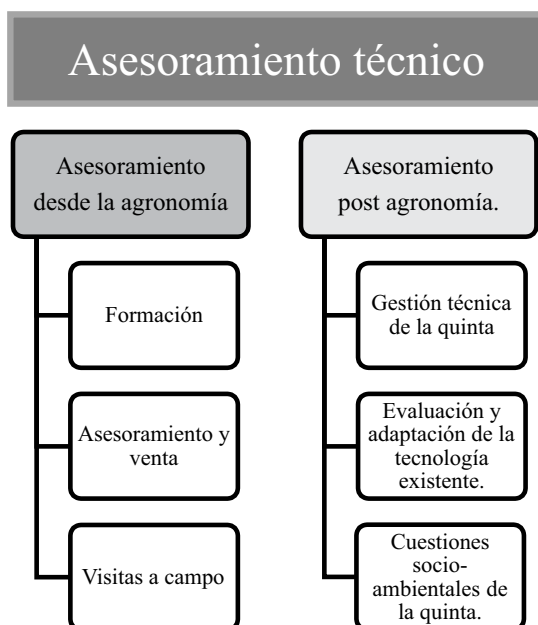 Asesoramiento técnico
Asesoramiento
desde la agronomía
Formación
Asesoramiento y
venta
Visitas a campo
Asesoramiento
post agronomía.
Gestión técnica
de la quinta
Evaluación y
adaptación de la
tecnología
existente.
Cuestiones
socio-
ambientales de
la quinta.